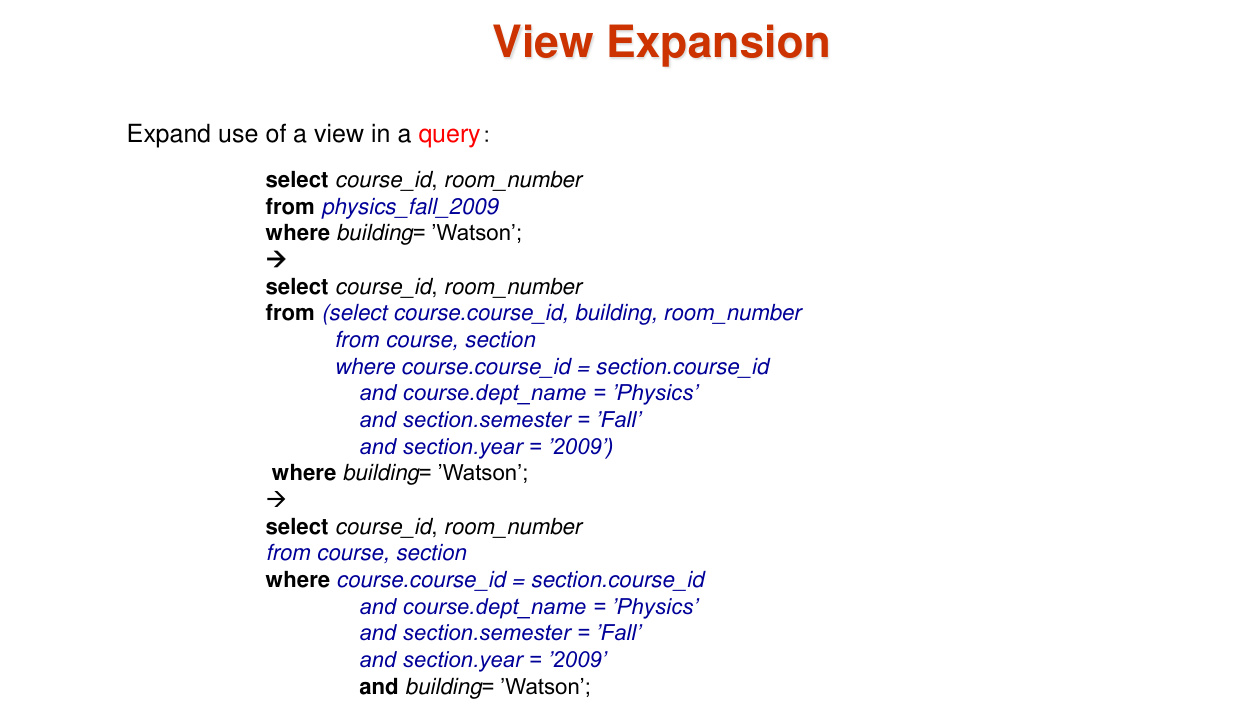 View Expansion
Expand use of a view in a query:
select course_id, room_number
from physics_fall_2009
where building= ’Watson’;
→
select course_id, room_number
from (select course.course_id, building, room_number
from course, section
where course.course_id = section.course_id
and course.dept_name = ’Physics’
and section.semester = ’Fall’
and section.year = ’2009’)
where building= ’Watson’;
→
select course_id, room_number
from course, section
where course.course_id = section.course_id
and course.dept_name = ’Physics’
and section.semester = ’Fall’
and section.year = ’2009’
and building= ’Watson’;